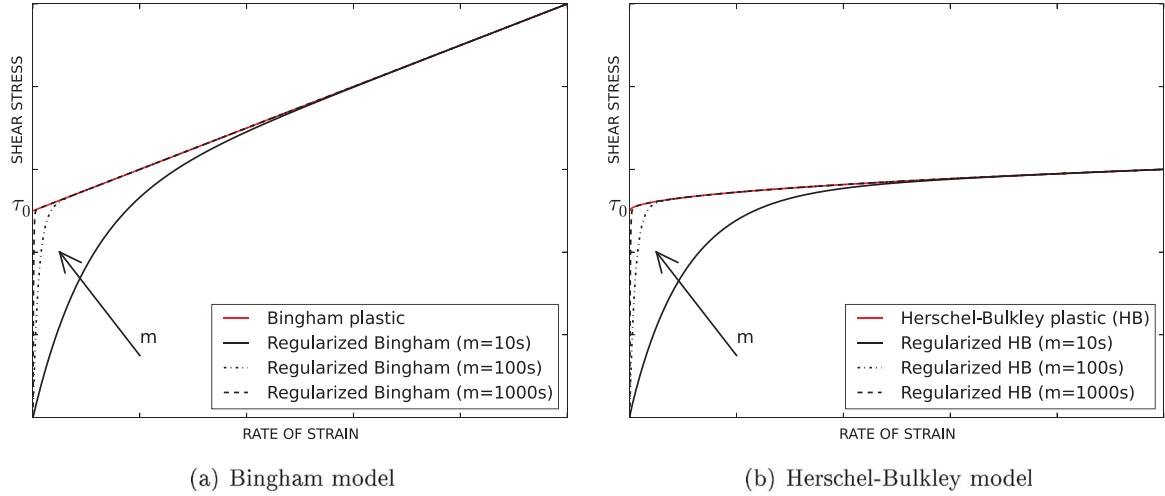 SHEAR STRESS
τ0
m
Bingham plastic
Regularized Bingham (m=10s)
Regularized Bingham (m=100s)
Regularized Bingham (m=1000s)
RATE OF STRAIN
(a) Bingham model
SHEAR STRESS
τ0
m
Herschel-Bulkley plastic (HB)
Regularized HB (m=10s)
Regularized HB (m=100s)
Regularized HB (m=1000s)
RATE OF STRAIN
(b) Herschel-Bulkley model